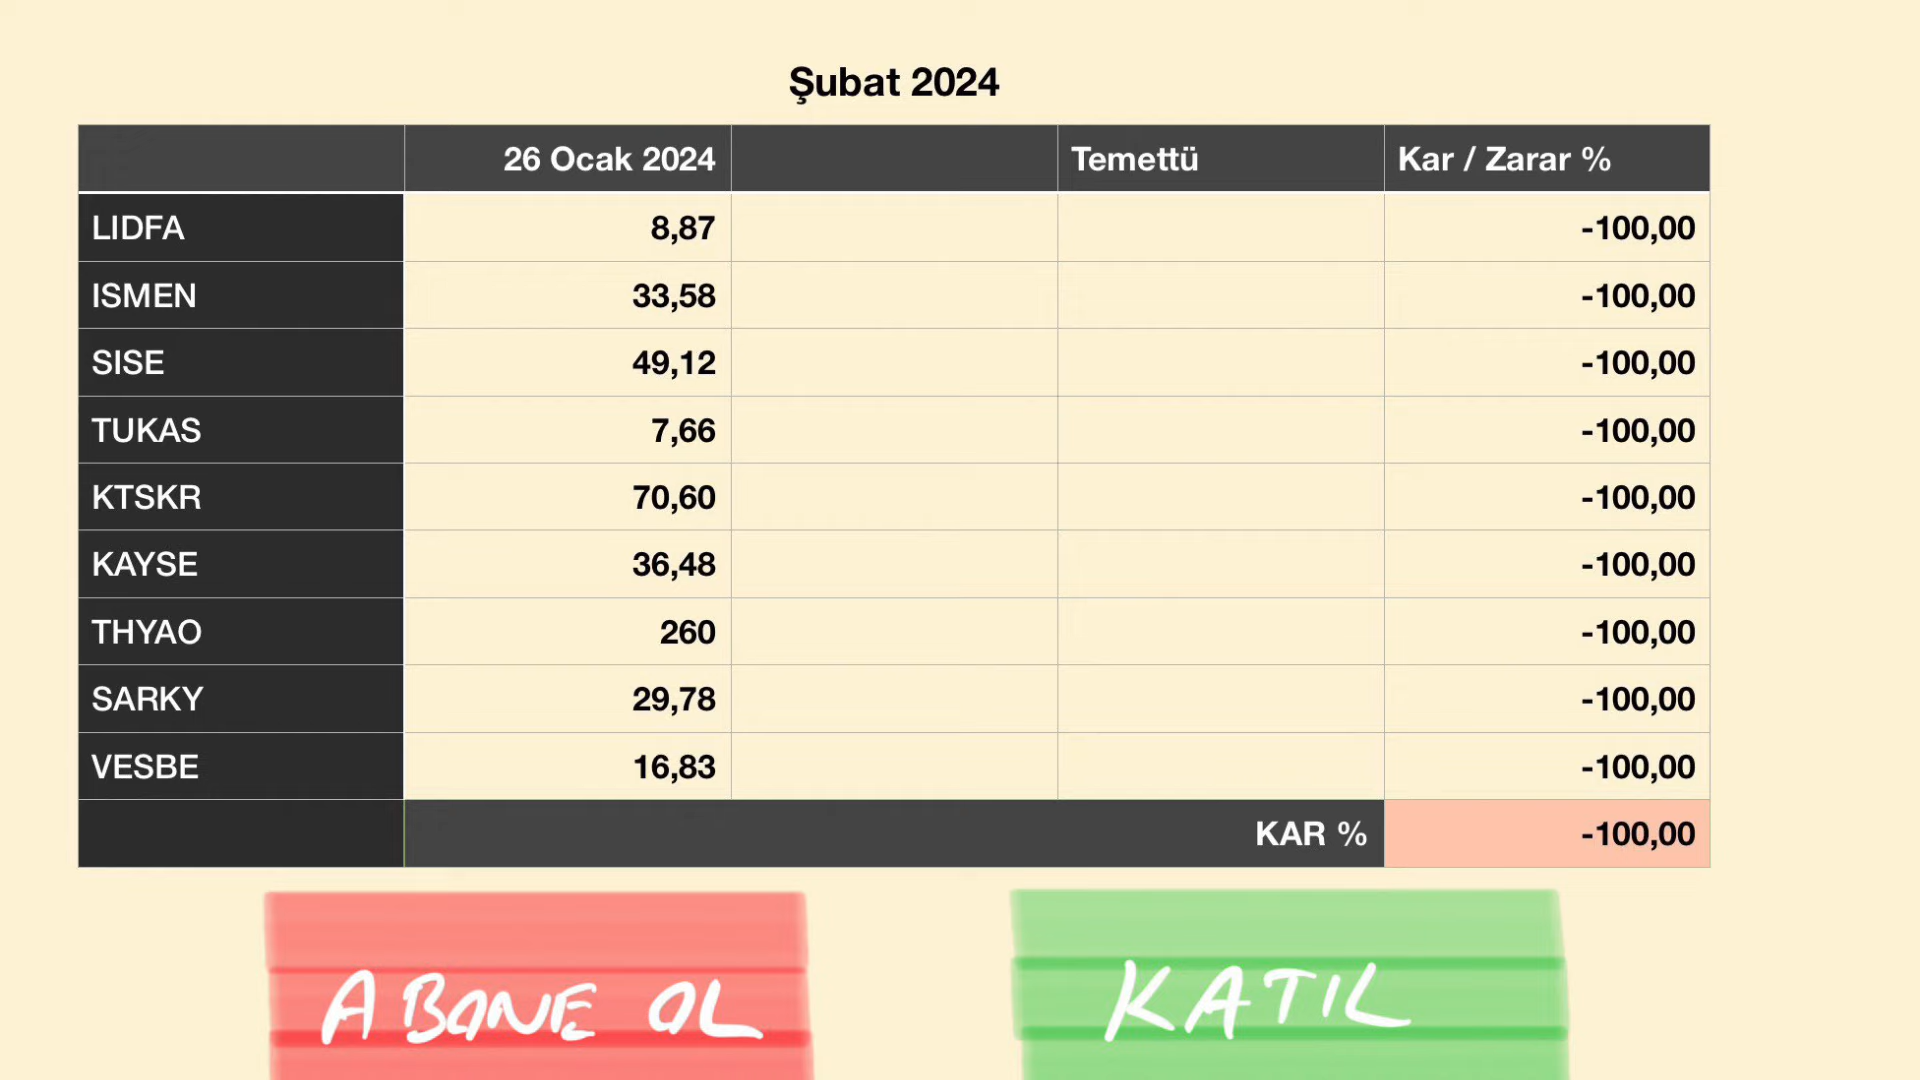 Şubat 2024
26 Ocak 2024 Temettü Kar / Zarar %
LIDFA 8,87 -100,00
ISMEN 33,58 -100,00
SISE 49,12 -100,00
TUKAS 7,66 -100,00
KTSKR 70,60 -100,00
KAYSE 36,48 -100,00
THYAO 260 -100,00
SARKY 29,78 -100,00
VESBE 16,83 -100,00
KAR % -100,00
ABONE OL KATIL